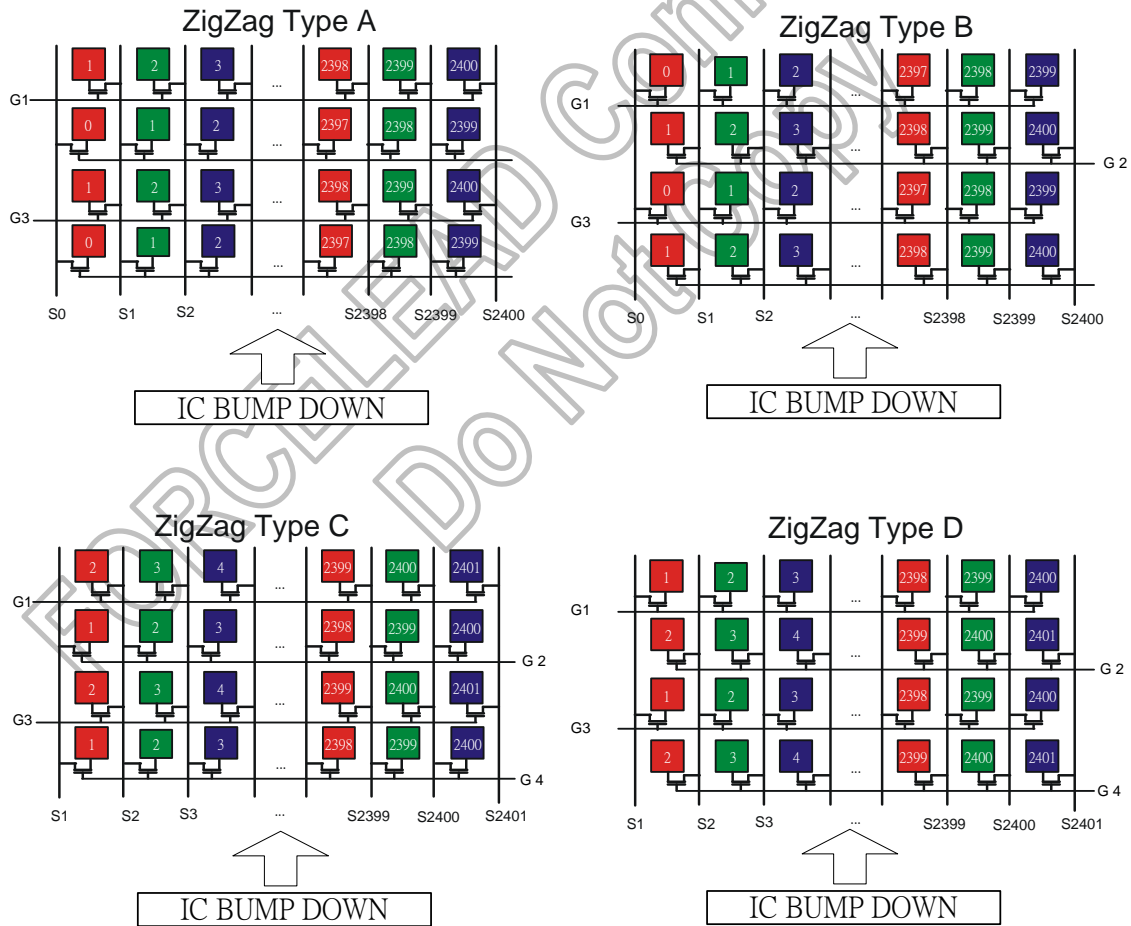 ZigZag Type A
1 2 3 2398 2399 2400
...
G1
0 1 2 2397 2398 2399
...
1 2 3 2398 2399 2400
...
G3
0 1 2 2397 2398 2399
...
S0 S1 S2 ... S2398 S2399 S2400
IC BUMP DOWN
ZigZag Type B
0 1 2 2397 2398 2399
...
G1
1 2 3 2398 2399 2400
...
G 2
0 1 2 2397 2398 2399
...
G3
1 2 3 2398 2399 2400
...
S0 S1 S2 ... S2398 S2399 S2400
IC BUMP DOWN
ZigZag Type C
2 3 4 ... 2399 2400 2401
G1
1 2 3 ... 2398 2399 2400
G 2
2 3 4 ... 2399 2400 2401
G3
1 2 3 ... 2398 2399 2400
G 4
S1 S2 S3 ... S2399 S2400 S2401
IC BUMP DOWN
ZigZag Type D
1 2 3 ... 2398 2399 2400
G1
2 3 4 ... 2399 2400 2401
G 2
1 2 3 ... 2398 2399 2400
G3
2 3 4 ... 2399 2400 2401
G 4
S1 S2 S3 ... S2399 S2400 S2401
IC BUMP DOWN
FORCELEAD
Do Not Copy